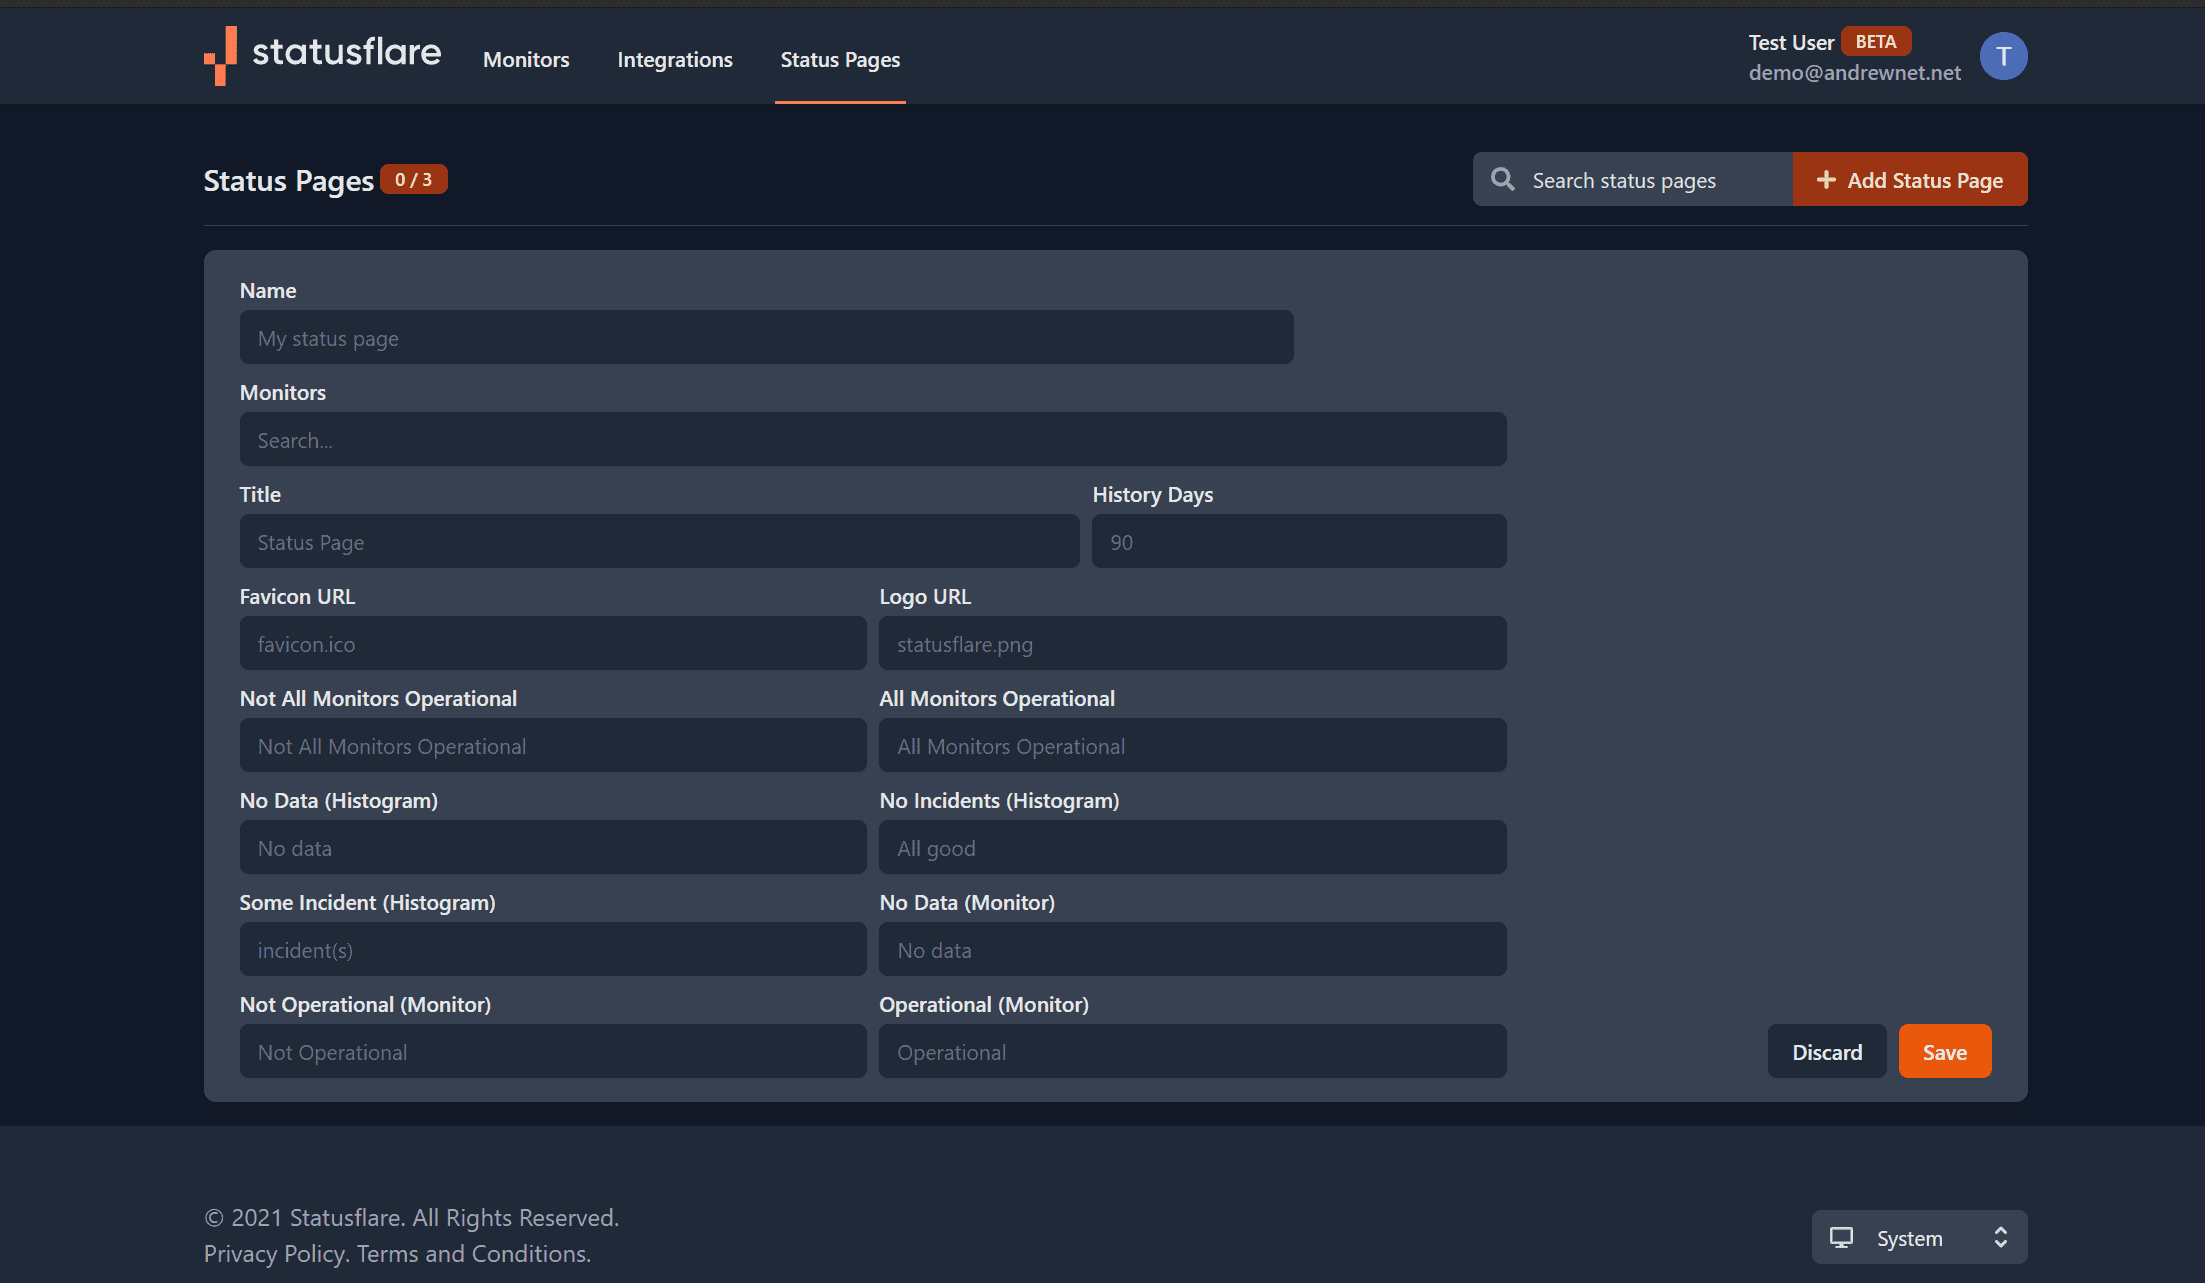 statusflare
Monitors
Integrations
Status Pages
Test User BETA
demo@andrewnet.net
T
Status Pages 0 / 3
Search status pages
Add Status Page
Name
My status page
Monitors
Search...
Title
History Days
Status Page
90
Favicon URL
Logo URL
favicon.ico
statusflare.png
Not All Monitors Operational
All Monitors Operational
Not All Monitors Operational
All Monitors Operational
No Data (Histogram)
No Incidents (Histogram)
No data
All good
Some Incident (Histogram)
No Data (Monitor)
incident(s)
No data
Not Operational (Monitor)
Operational (Monitor)
Not Operational
Operational
Discard
Save
© 2021 Statusflare. All Rights Reserved.
Privacy Policy. Terms and Conditions.
System